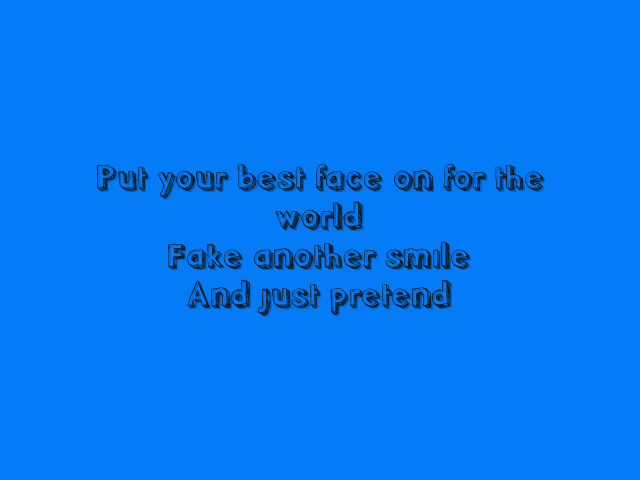 Put your best face on for the
world
Fake another smile
And just pretend